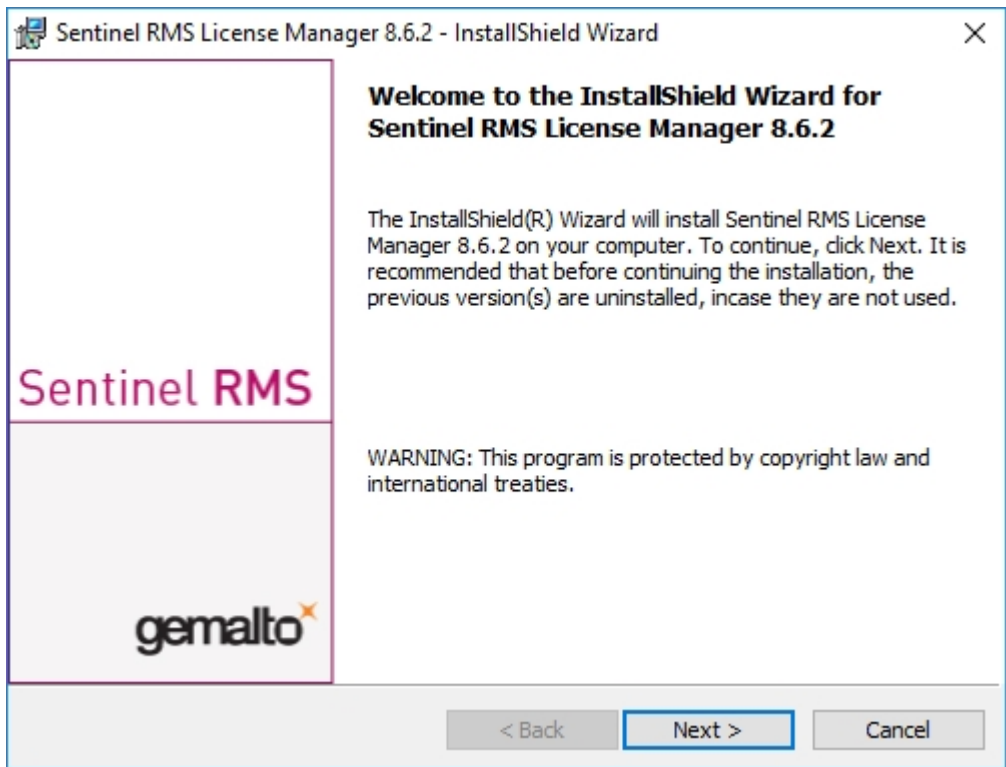 Sentinel RMS License Manager 8.6.2 - InstallShield Wizard
Welcome to the InstallShield Wizard for
Sentinel RMS License Manager 8.6.2
The InstallShield(R) Wizard will install Sentinel RMS License
Manager 8.6.2 on your computer. To continue, click Next. It is
recommended that before continuing the installation, the
previous version(s) are uninstalled, incase they are not used.
Sentinel RMS
WARNING: This program is protected by copyright law and
international treaties.
gemalto
< Back
Next >
Cancel